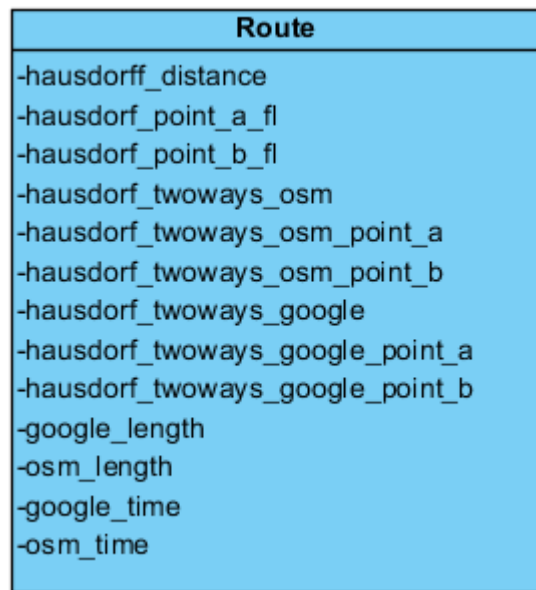 Route
-hausdorff_distance
-hausdorf_point_a_fl
-hausdorf_point_b_fl
-hausdorf_twoways_osm
-hausdorf_twoways_osm_point_a
-hausdorf_twoways_osm_point_b
-hausdorf_twoways_google
-hausdorf_twoways_google_point_a
-hausdorf_twoways_google_point_b
-google_length
-osm_length
-google_time
-osm_time